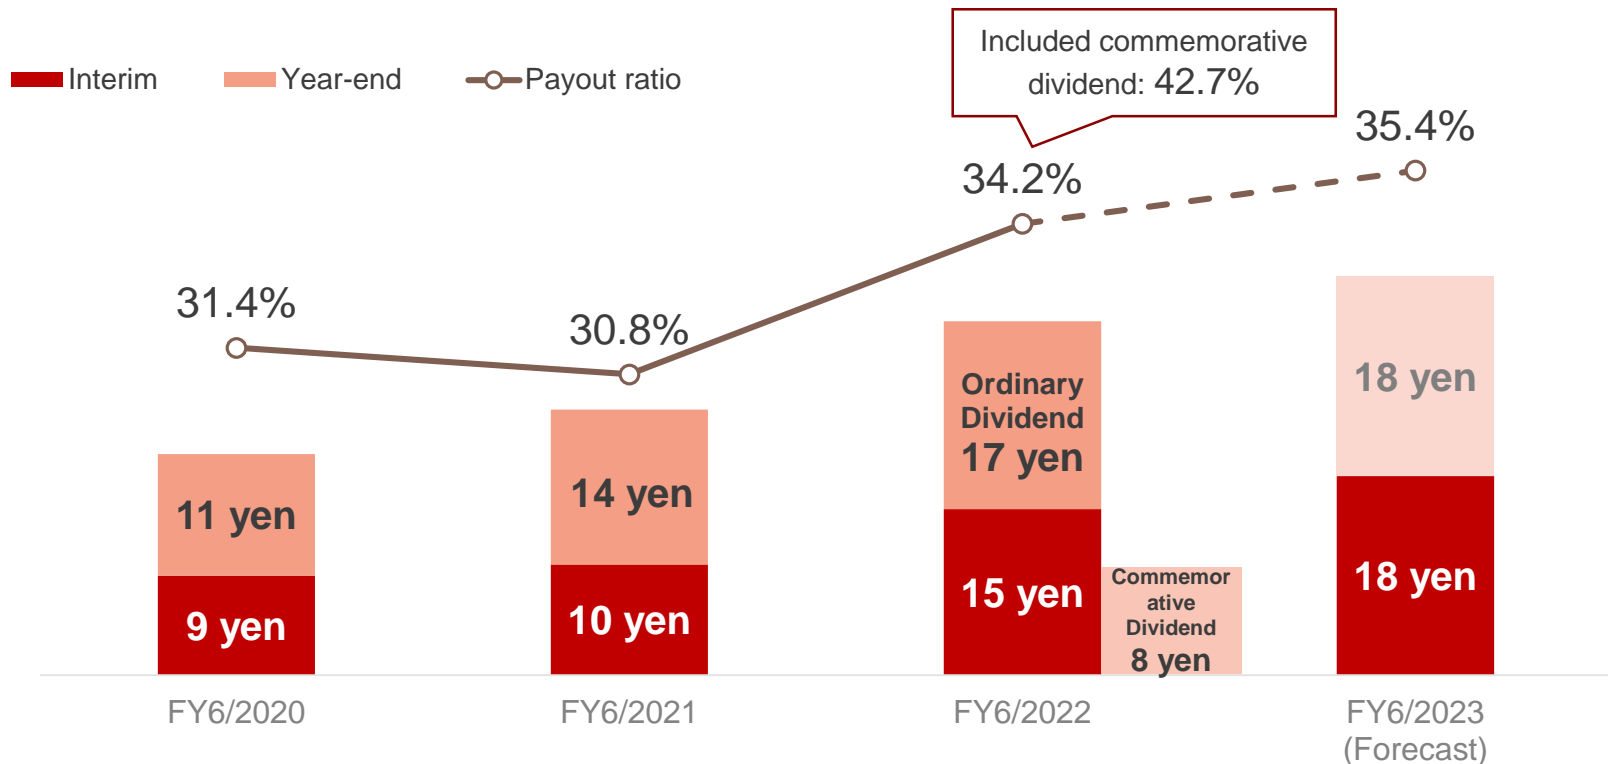 Included commemorative
dividend: 42.7%
Interim
Year-end
Payout ratio
31.4%
30.8%
34.2%
35.4%
11 yen
9 yen
14 yen
10 yen
Ordinary
Dividend
17 yen
15 yen
Commemor
ative
Dividend
8 yen
18 yen
18 yen
FY6/2020
FY6/2021
FY6/2022
FY6/2023
(Forecast)